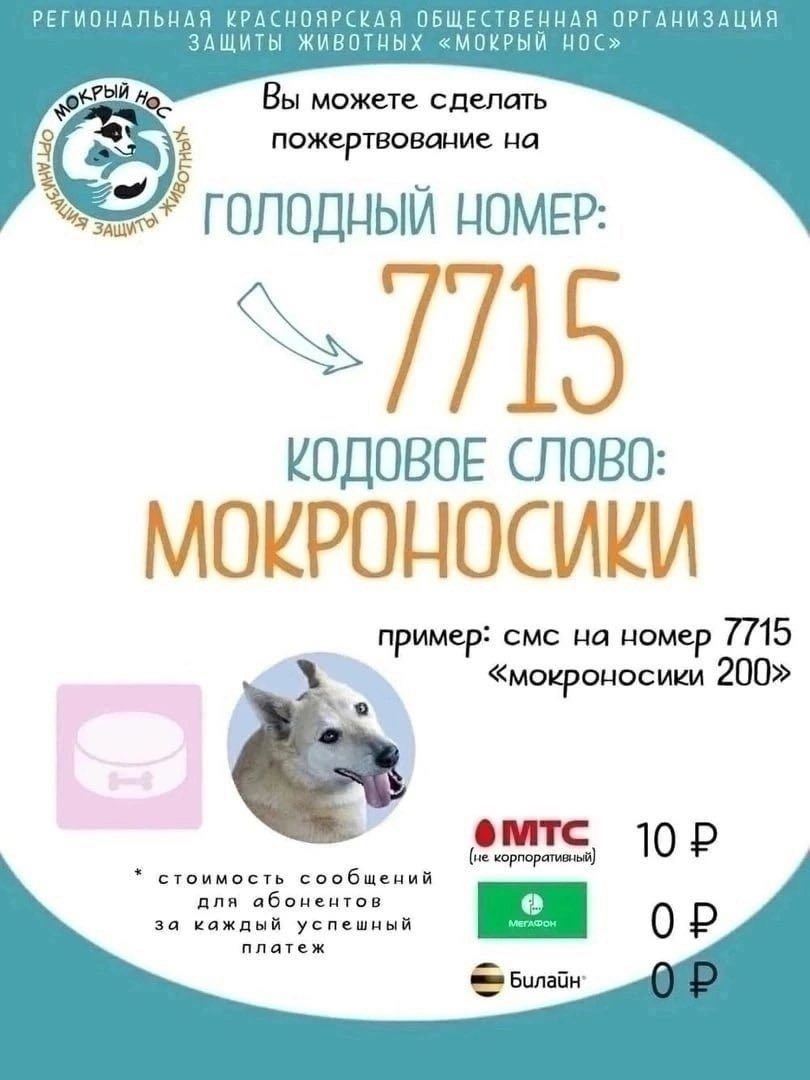 РЕГИОНАЛЬНАЯ КРАСНОЯРСКАЯ ОБЩЕСТВЕННАЯ ОРГАНИЗАЦИЯ
ЗАЩИТЫ ЖИВОТНЫХ «МОКРЫЙ НОС»
МОКРЫЙ НОС
ОРГАНИЗАЦИЯ ЗАЩИТЫ ЖИВОТНЫХ
Вы можете сделать
пожертвование на
ГОЛОДНЫЙ НОМЕР:
7715
КОДОВОЕ СЛОВО:
МОКРОНОСИКИ
пример: смс на номер 7715
«мокроносики 200»
МТС
(не корпоративный)
10 ₽
* стоимость сообщений
для абонентов
за каждый успешный
платеж
МЕГАФОН
0 ₽
Билайн
0 ₽